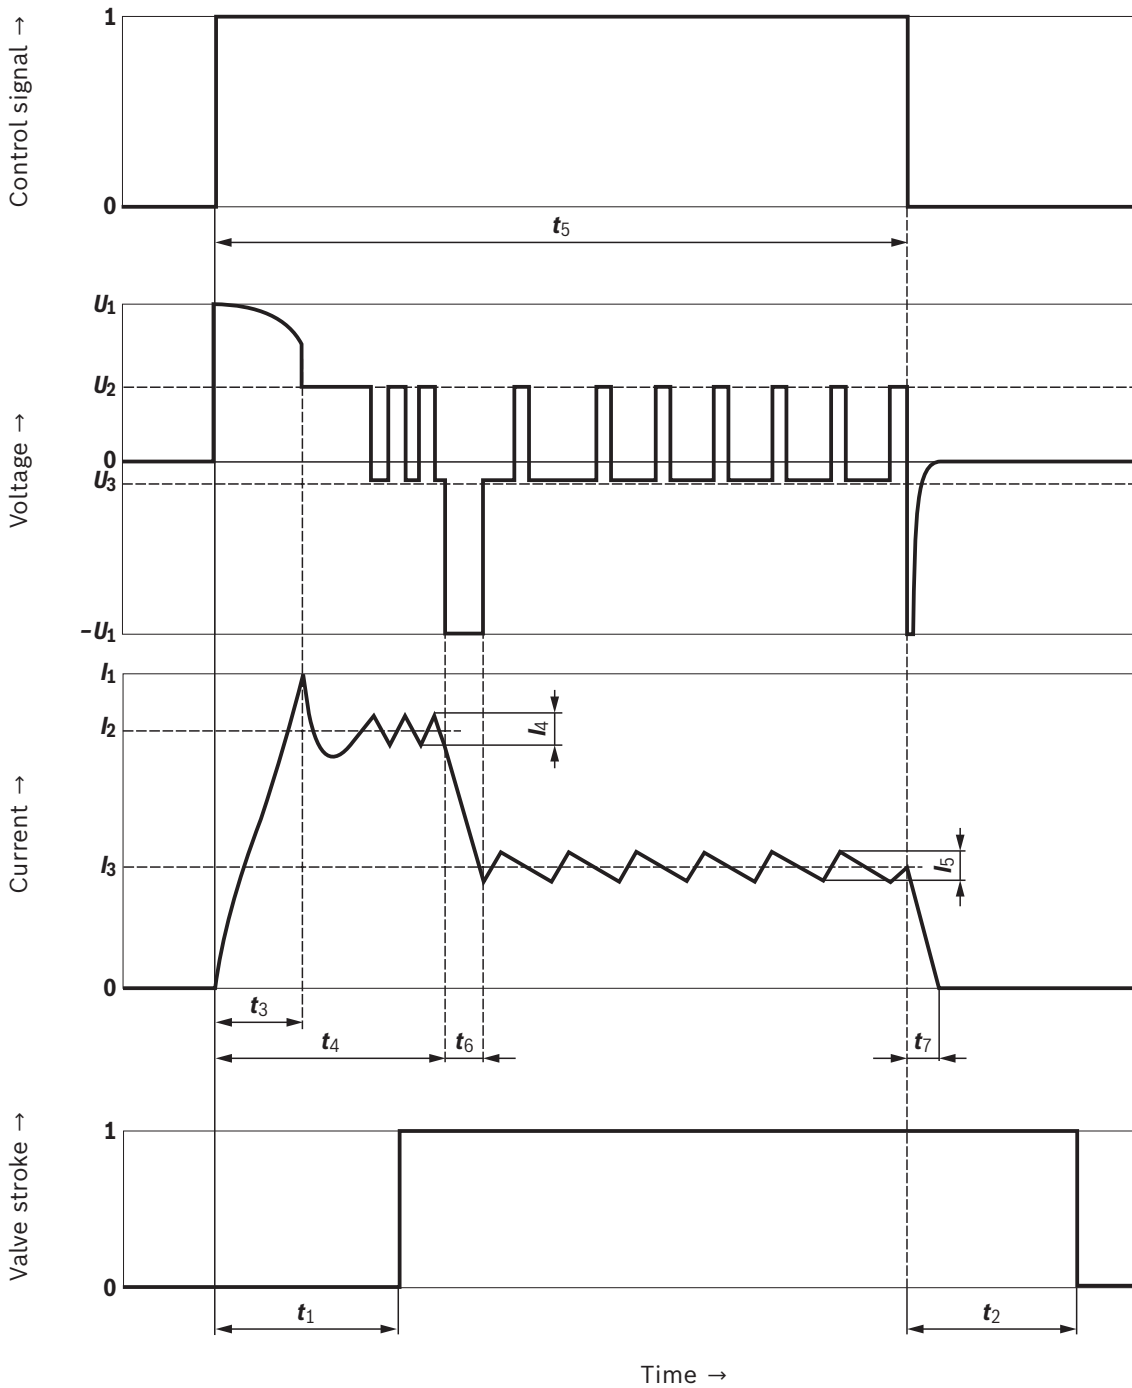 Control signal →
1
0
t5
Voltage →
U1
U2
0
U3
–U1
Current →
I1
I2
I4
I3
I5
0
t3
t4
t6
t7
Valve stroke →
1
0
t1
t2
Time →